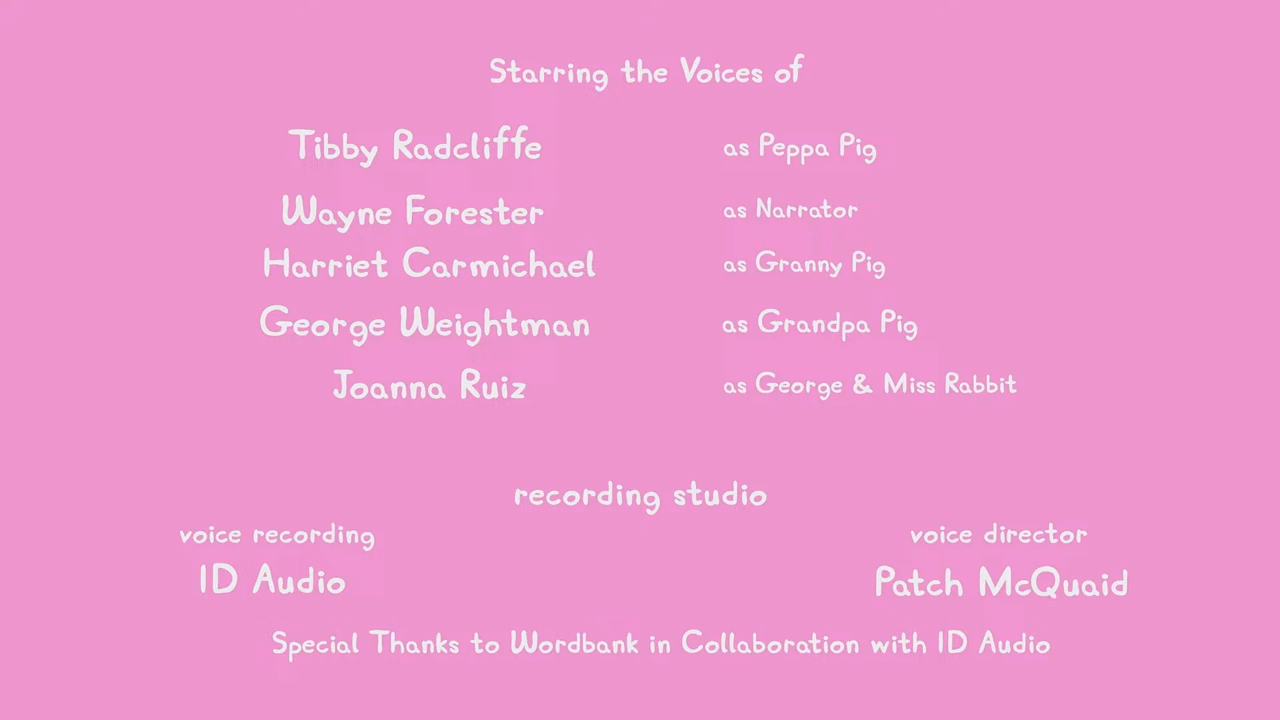 Starring the Voices of
Tibby Radcliffe as Peppa Pig
Wayne Forester as Narrator
Harriet Carmichael as Granny Pig
George Weightman as Grandpa Pig
Joanna Ruiz as George & Miss Rabbit
recording studio
voice recording voice director
ID Audio Patch McQuaid
Special Thanks to Wordbank in Collaboration with ID Audio